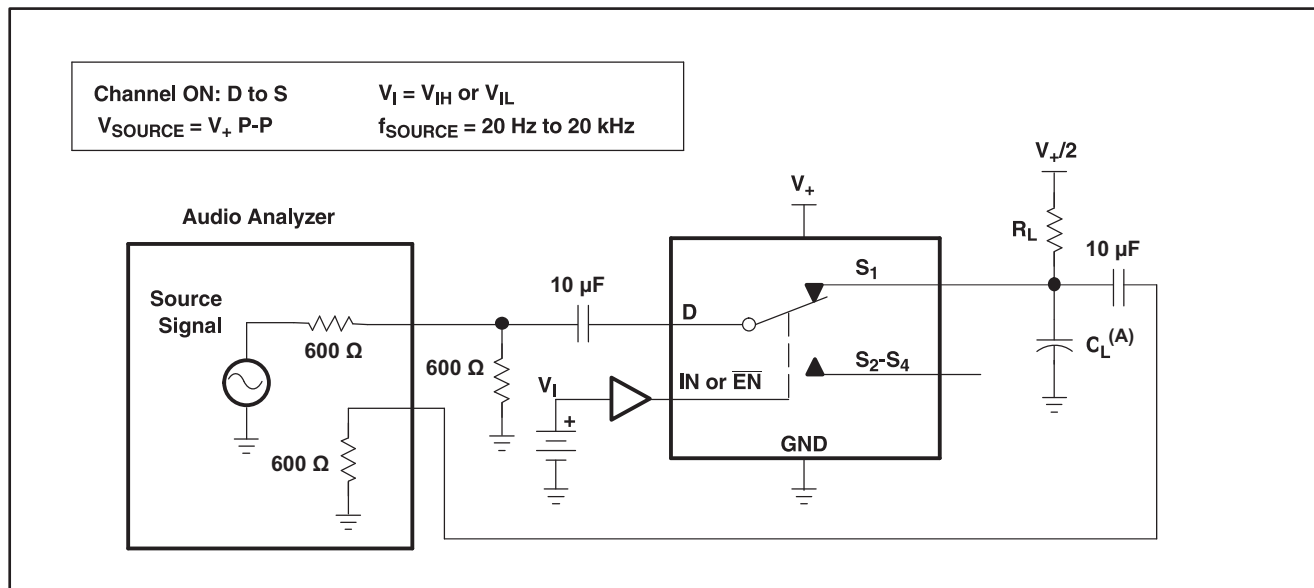 Channel ON: D to S
V_I = V_IH or V_IL
V_SOURCE = V_+ P-P
f_SOURCE = 20 Hz to 20 kHz
Audio Analyzer
Source
Signal
600 Ω
600 Ω
600 Ω
10 µF
V_I
+
V_+
D
IN or E̅N̅
S_1
S_2-S_4
GND
V_+/2
R_L
10 µF
C_L^(A)